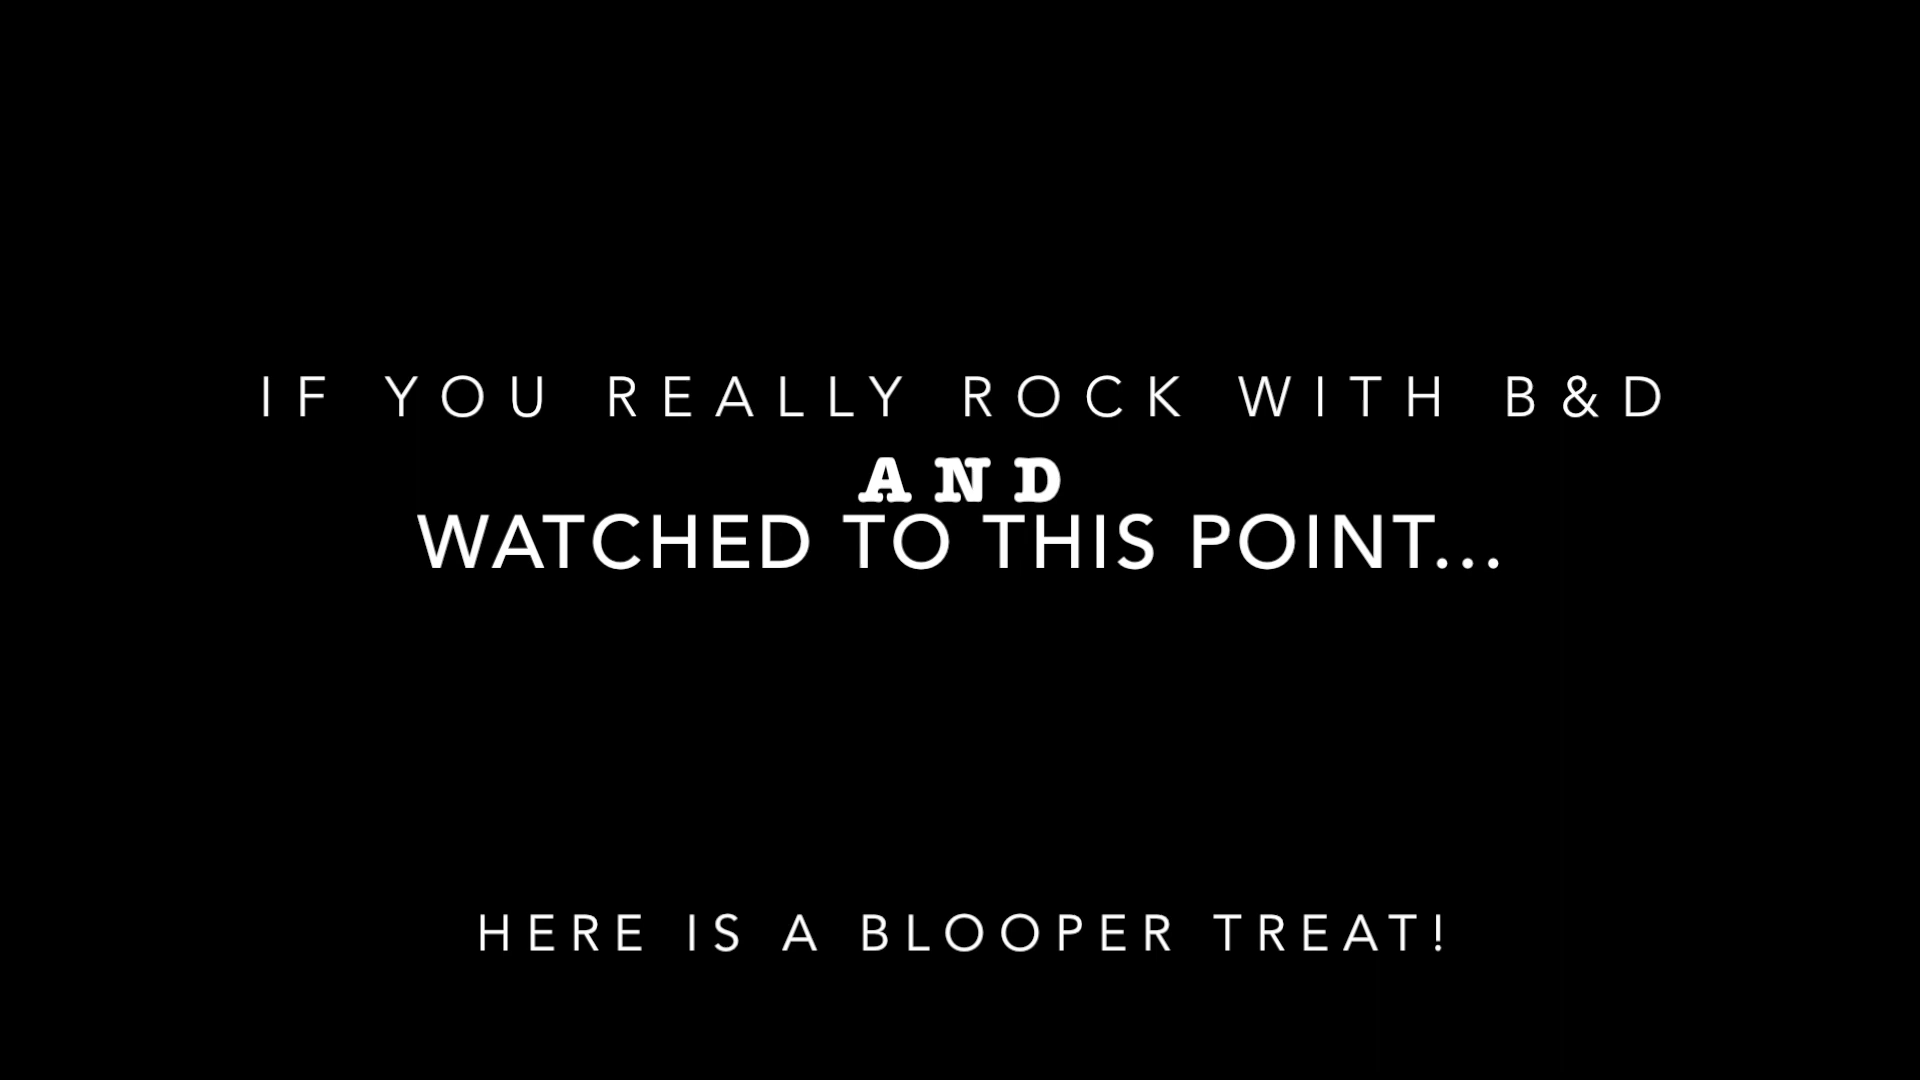 IF YOU REALLY ROCK WITH B&D
AND
WATCHED TO THIS POINT...
HERE IS A BLOOPER TREAT!